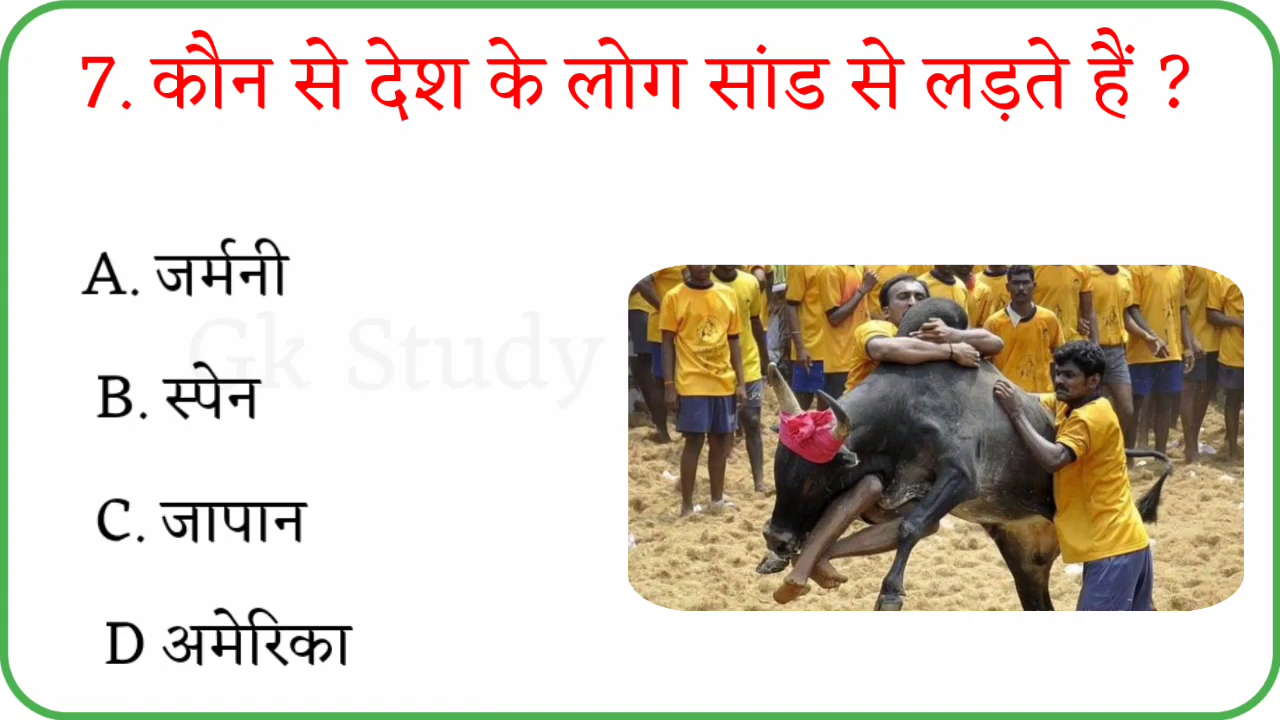 7. कौन से देश के लोग सांड से लड़ते हैं ?
A. जर्मनी
Gk Study
B. स्पेन
C. जापान
D अमेरिका